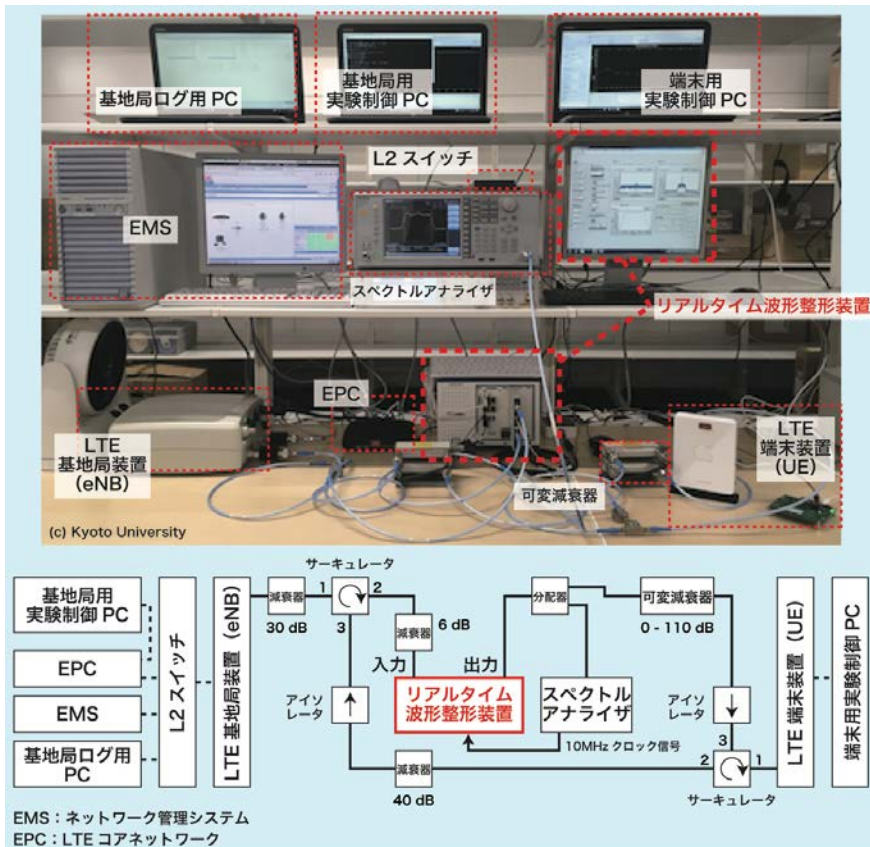 基地局ログ用 PC
基地局用
実験制御 PC
端末用
実験制御 PC
L2 スイッチ
EMS
スペクトルアナライザ
リアルタイム波形整形装置
EPC
LTE
基地局装置
(eNB)
LTE
端末装置
(UE)
可変減衰器
(c) Kyoto University
サーキュレータ
基地局用
実験制御 PC
EPC
EMS
基地局ログ用
PC
L2 スイッチ
LTE 基地局装置 (eNB)
減衰器
30 dB
1
2
3
減衰器
6 dB
入力
出力
分配器
可変減衰器
0 - 110 dB
アイソ
レータ
リアルタイム
波形整形装置
スペクトル
アナライザ
10MHz クロック信号
アイソ
レータ
3
2
1
サーキュレータ
減衰器
40 dB
LTE 端末装置 (UE)
端末用実験制御 PC
EMS：ネットワーク管理システム
EPC：LTE コアネットワーク